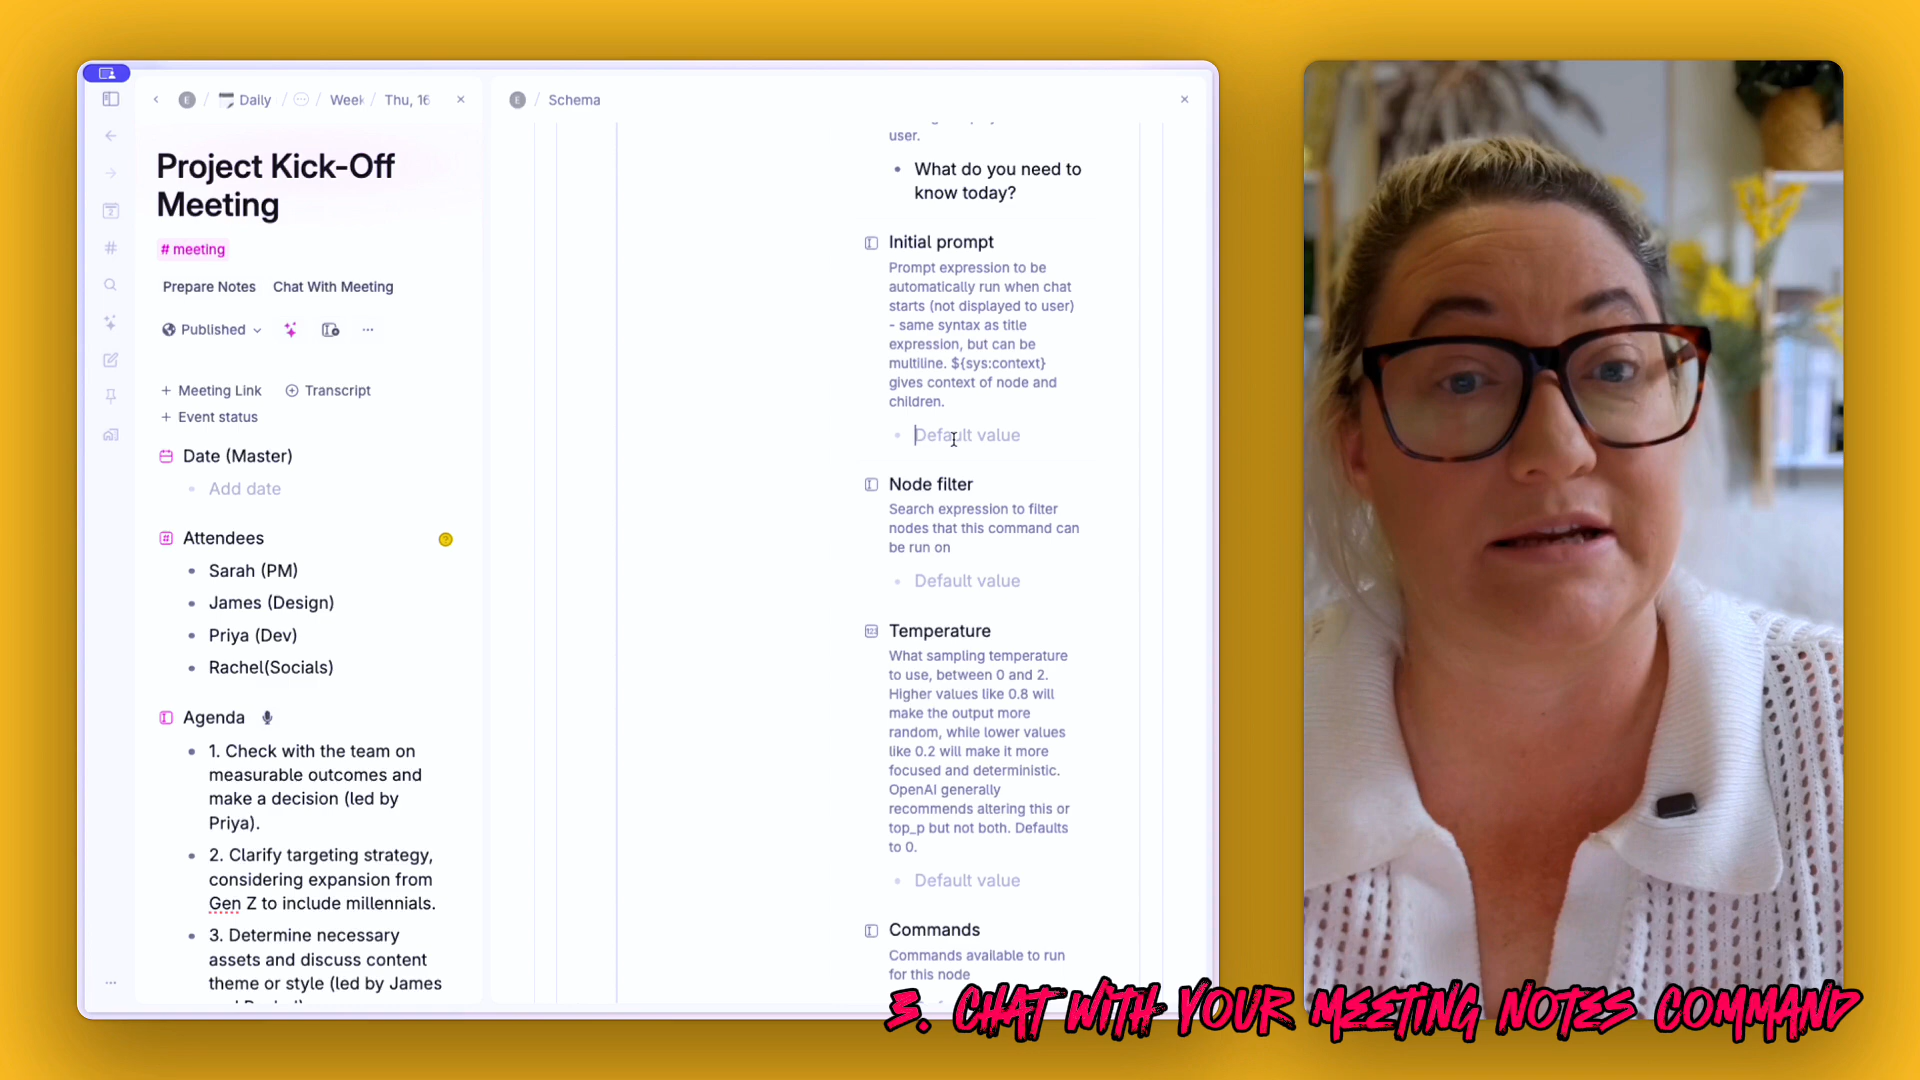 E / Daily / / Week / Thu, 16
Project Kick-Off
Meeting
# meeting
Prepare Notes Chat With Meeting
Published
+ Meeting Link Transcript
+ Event status
Date (Master)
Add date
Attendees
Sarah (PM)
James (Design)
Priya (Dev)
Rachel(Socials)
Agenda
1. Check with the team on
measurable outcomes and
make a decision (led by
Priya).
2. Clarify targeting strategy,
considering expansion from
Gen Z to include millennials.
3. Determine necessary
assets and discuss content
theme or style (led by James
E / Schema
user.
What do you need to
know today?
Initial prompt
Prompt expression to be
automatically run when chat
starts (not displayed to user)
- same syntax as title
expression, but can be
multiline. ${sys:context}
gives context of node and
children.
Default value
Node filter
Search expression to filter
nodes that this command can
be run on
Default value
Temperature
What sampling temperature
to use, between 0 and 2.
Higher values like 0.8 will
make the output more
random, while lower values
like 0.2 will make it more
focused and deterministic.
OpenAI generally
recommends altering this or
top_p but not both. Defaults
to 0.
Default value
Commands
Commands available to run
for this node
3. CHAT WITH YOUR MEETING NOTES COMMAND